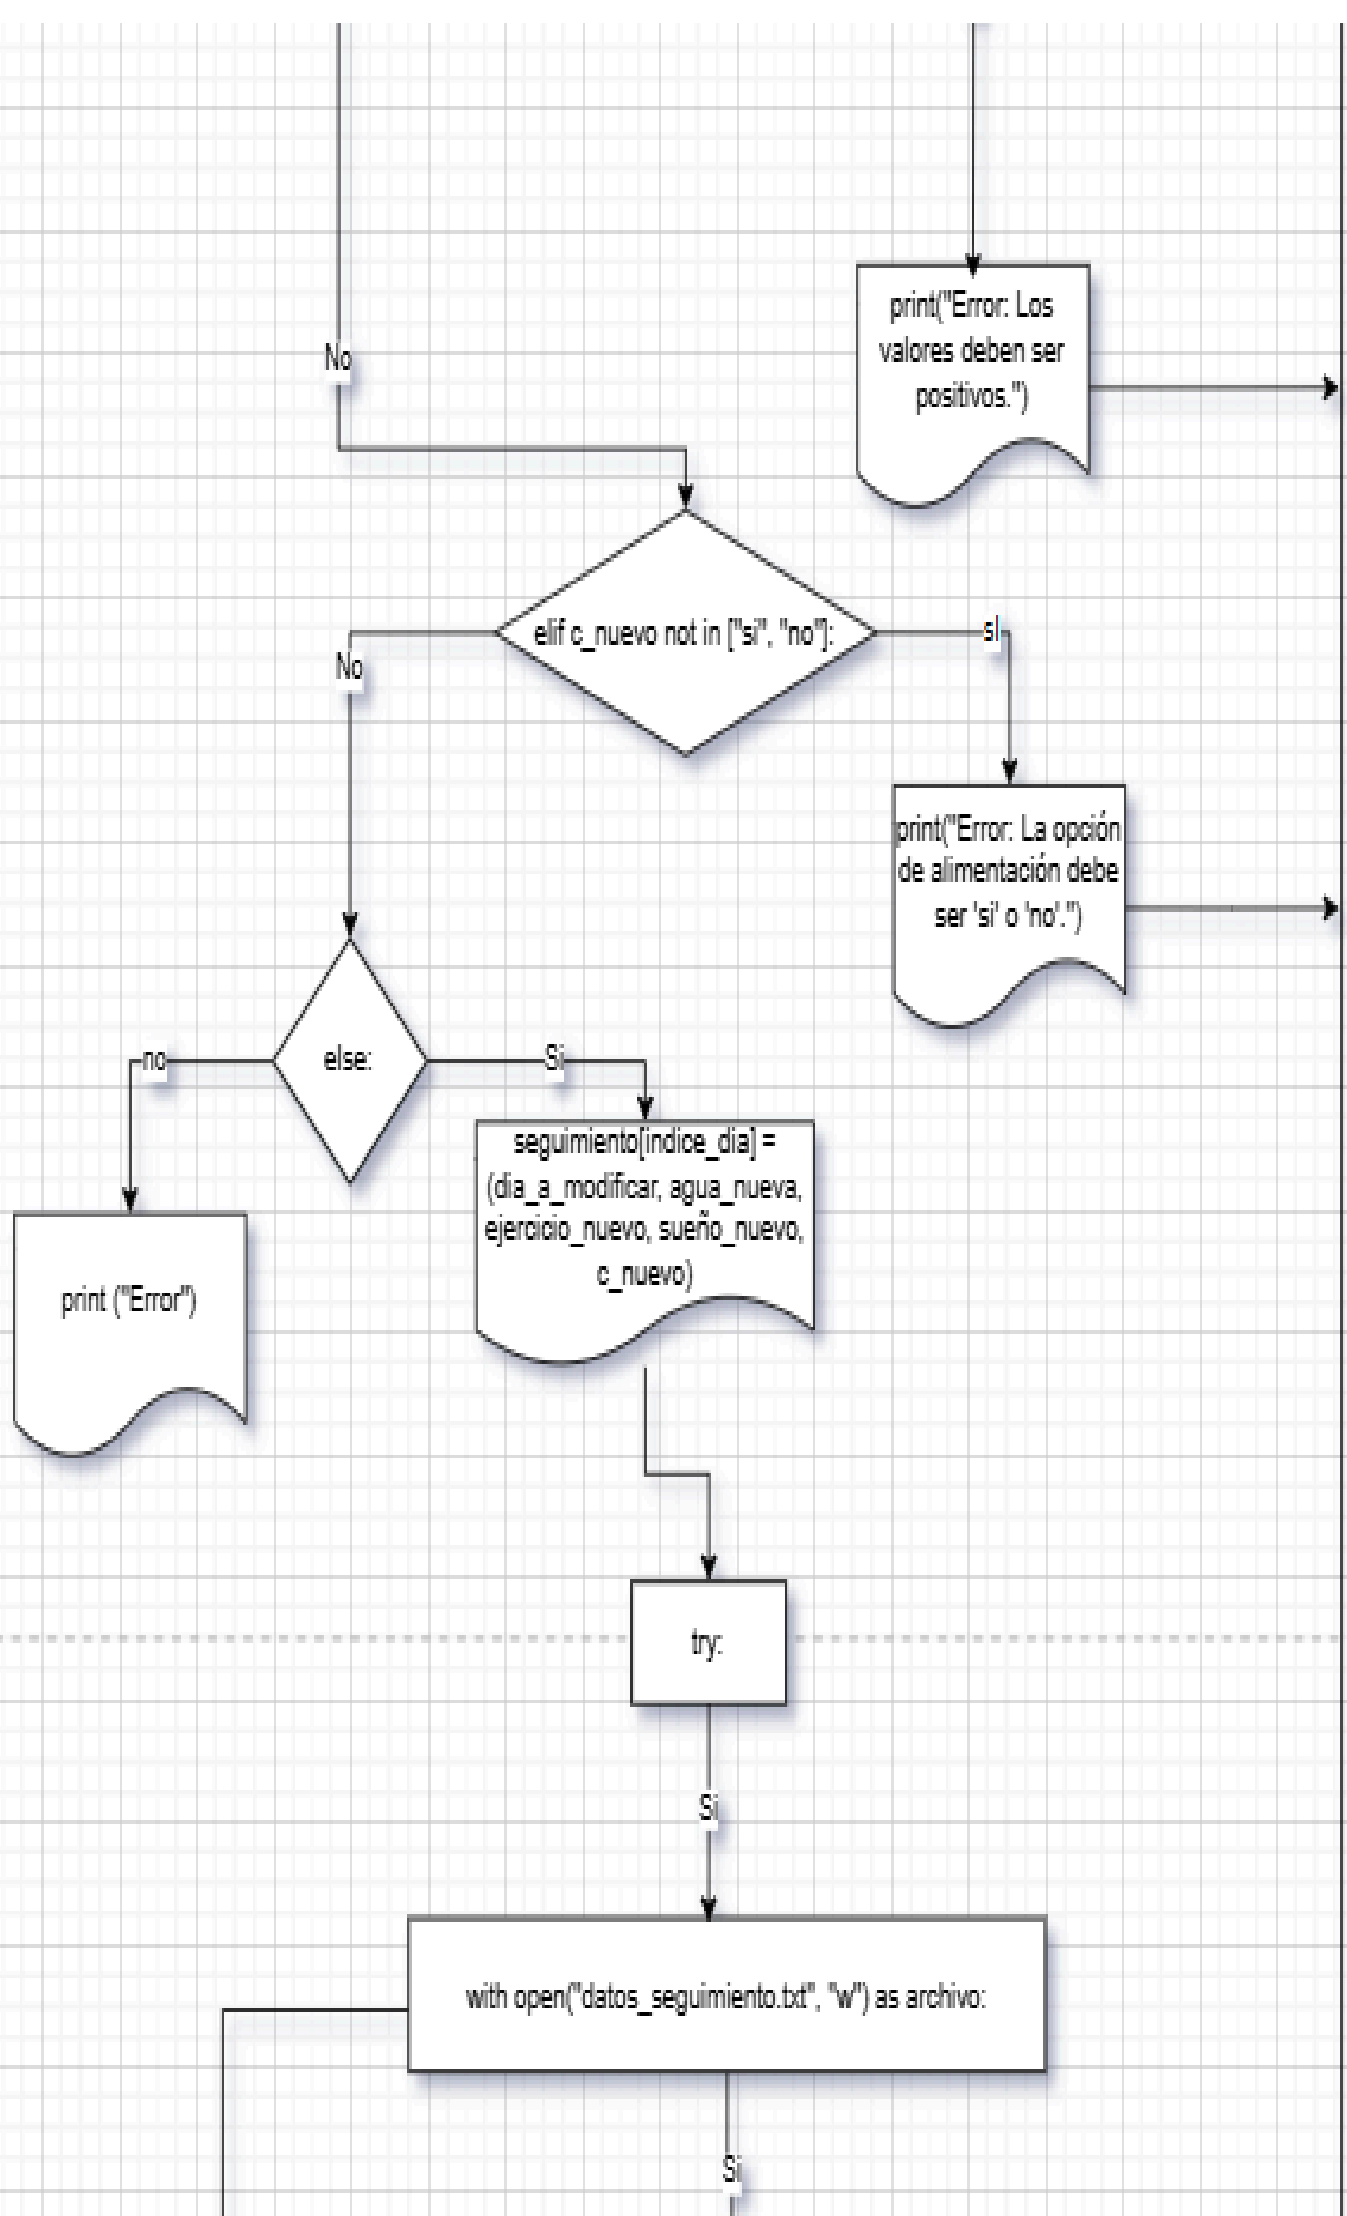 print("Error: Los
valores deben ser
positivos.")
No
elif c_nuevo not in ["si", "no"]:
si
No
print("Error: La opción
de alimentación debe
ser 'si' o 'no'.")
else:
no
Si
seguimiento[indice_dia] =
(dia_a_modificar, agua_nueva,
ejercicio_nuevo, sueño_nuevo,
c_nuevo)
print ("Error")
try:
Si
with open("datos_seguimiento.txt", "w") as archivo:
Si